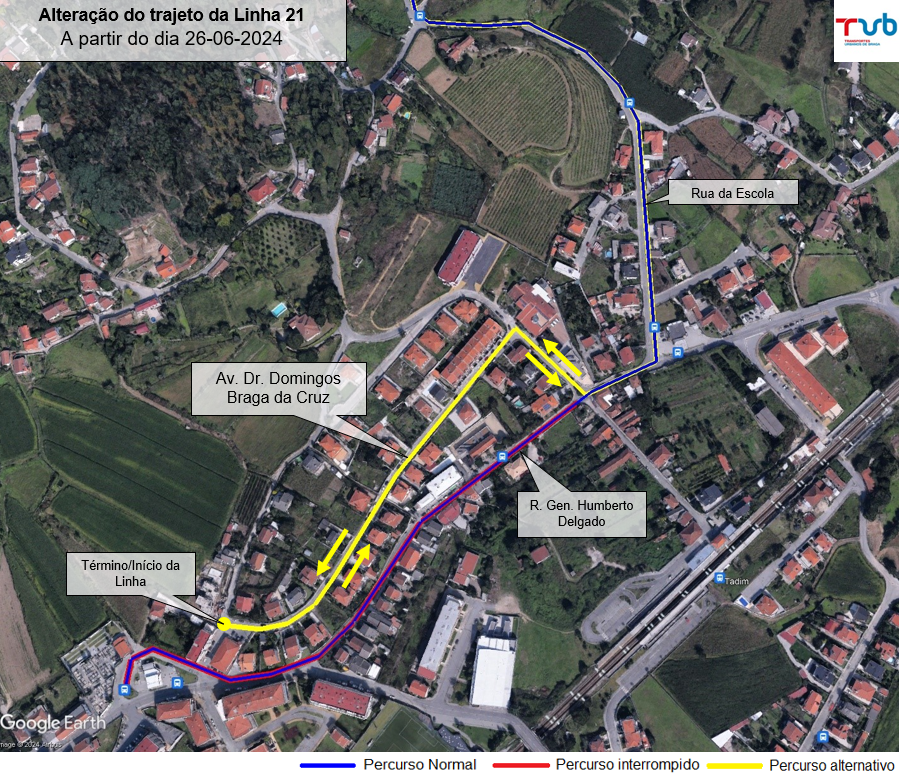 Alteração do trajeto da Linha 21
A partir do dia 26-06-2024
TUB
TRANSPORTES
URBANOS DE BRAGA
Rua da Escola
Av. Dr. Domingos
Braga da Cruz
R. Gen. Humberto
Delgado
Término/Início da
Linha
Tadim
Google Earth
Image © 2024 Airbus
Percurso Normal
Percurso interrompido
Percurso alternativo